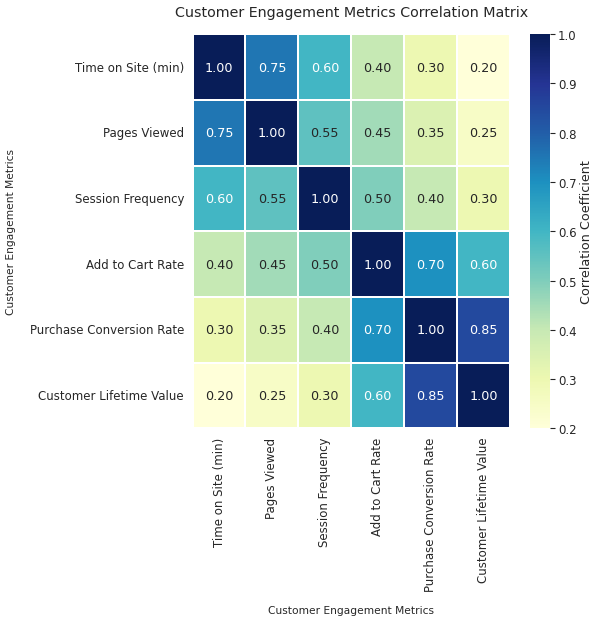 Customer Engagement Metrics Correlation Matrix
Customer Engagement Metrics
Time on Site (min) 1.00 0.75 0.60 0.40 0.30 0.20
Pages Viewed 0.75 1.00 0.55 0.45 0.35 0.25
Session Frequency 0.60 0.55 1.00 0.50 0.40 0.30
Add to Cart Rate 0.40 0.45 0.50 1.00 0.70 0.60
Purchase Conversion Rate 0.30 0.35 0.40 0.70 1.00 0.85
Customer Lifetime Value 0.20 0.25 0.30 0.60 0.85 1.00
Time on Site (min)
Pages Viewed
Session Frequency
Add to Cart Rate
Purchase Conversion Rate
Customer Lifetime Value
Customer Engagement Metrics
1.0
0.9
0.8
0.7
0.6
0.5
0.4
0.3
0.2
Correlation Coefficient